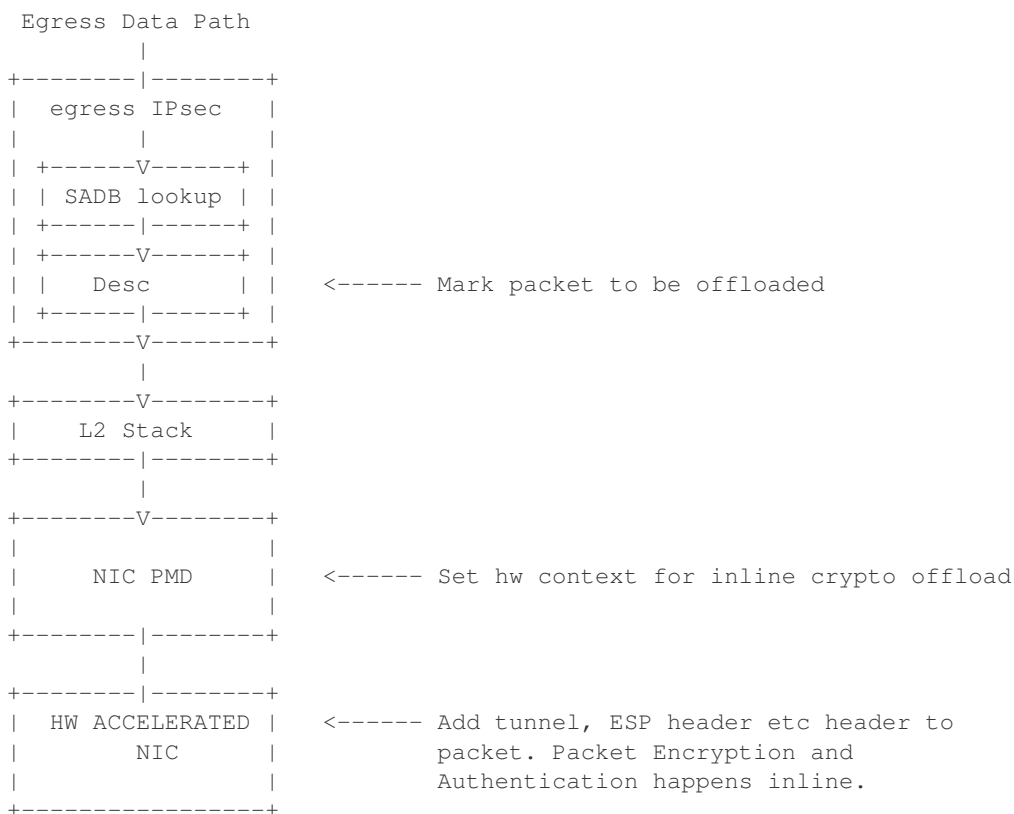 Egress Data Path
|
+--------|--------+
|  egress IPsec   |
|        |        |
| +------V------+ |
| | SADB lookup | |
| +------|------+ |
| +------V------+ |
| |   Desc      | |   <------ Mark packet to be offloaded
| +------|------+ |
+--------V--------+
|
+--------V--------+
|    L2 Stack     |
+--------|--------+
|
+--------V--------+
|                 |
|     NIC PMD     |   <------ Set hw context for inline crypto offload
|                 |
+--------|--------+
|
+--------|--------+
|  HW ACCELERATED |   <------ Add tunnel, ESP header etc header to
|       NIC       |           packet. Packet Encryption and
|                 |           Authentication happens inline.
+-----------------+